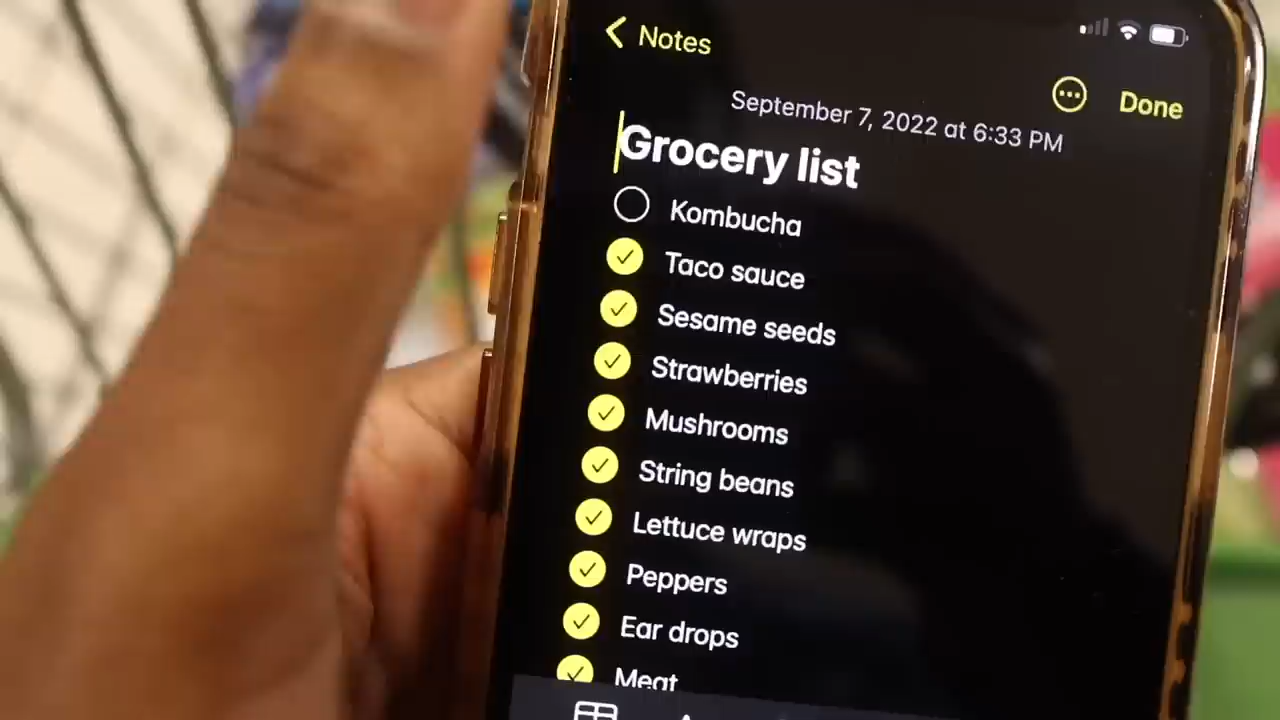 Notes
Done
September 7, 2022 at 6:33 PM
Grocery list
Kombucha
Taco sauce
Sesame seeds
Strawberries
Mushrooms
String beans
Lettuce wraps
Peppers
Ear drops
Meat